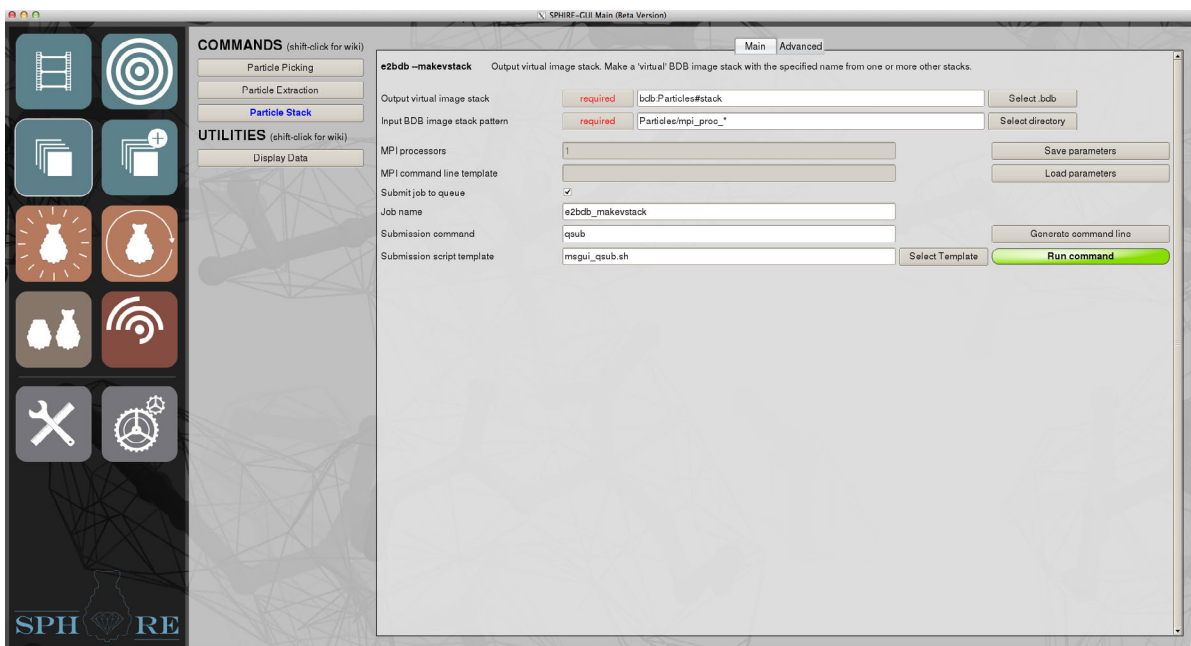 SPHIRE-GUI Main (Beta Version)
COMMANDS (shift-click for wiki)
Particle Picking
Particle Extraction
Particle Stack
UTILITIES (shift-click for wiki)
Display Data
Main Advanced
e2bdb --makevstack Output virtual image stack. Make a 'virtual' BDB image stack with the specified name from one or more other stacks.
Output virtual image stack required bdb:Particles#stack Select .bdb
Input BDB image stack pattern required Particles/mpi_proc_* Select directory
MPI processors 1 Save parameters
MPI command line template Load parameters
Submit job to queue
Job name e2bdb_makevstack
Submission command qsub Generate command line
Submission script template msgui_qsub.sh Select Template Run command
SPHIRE